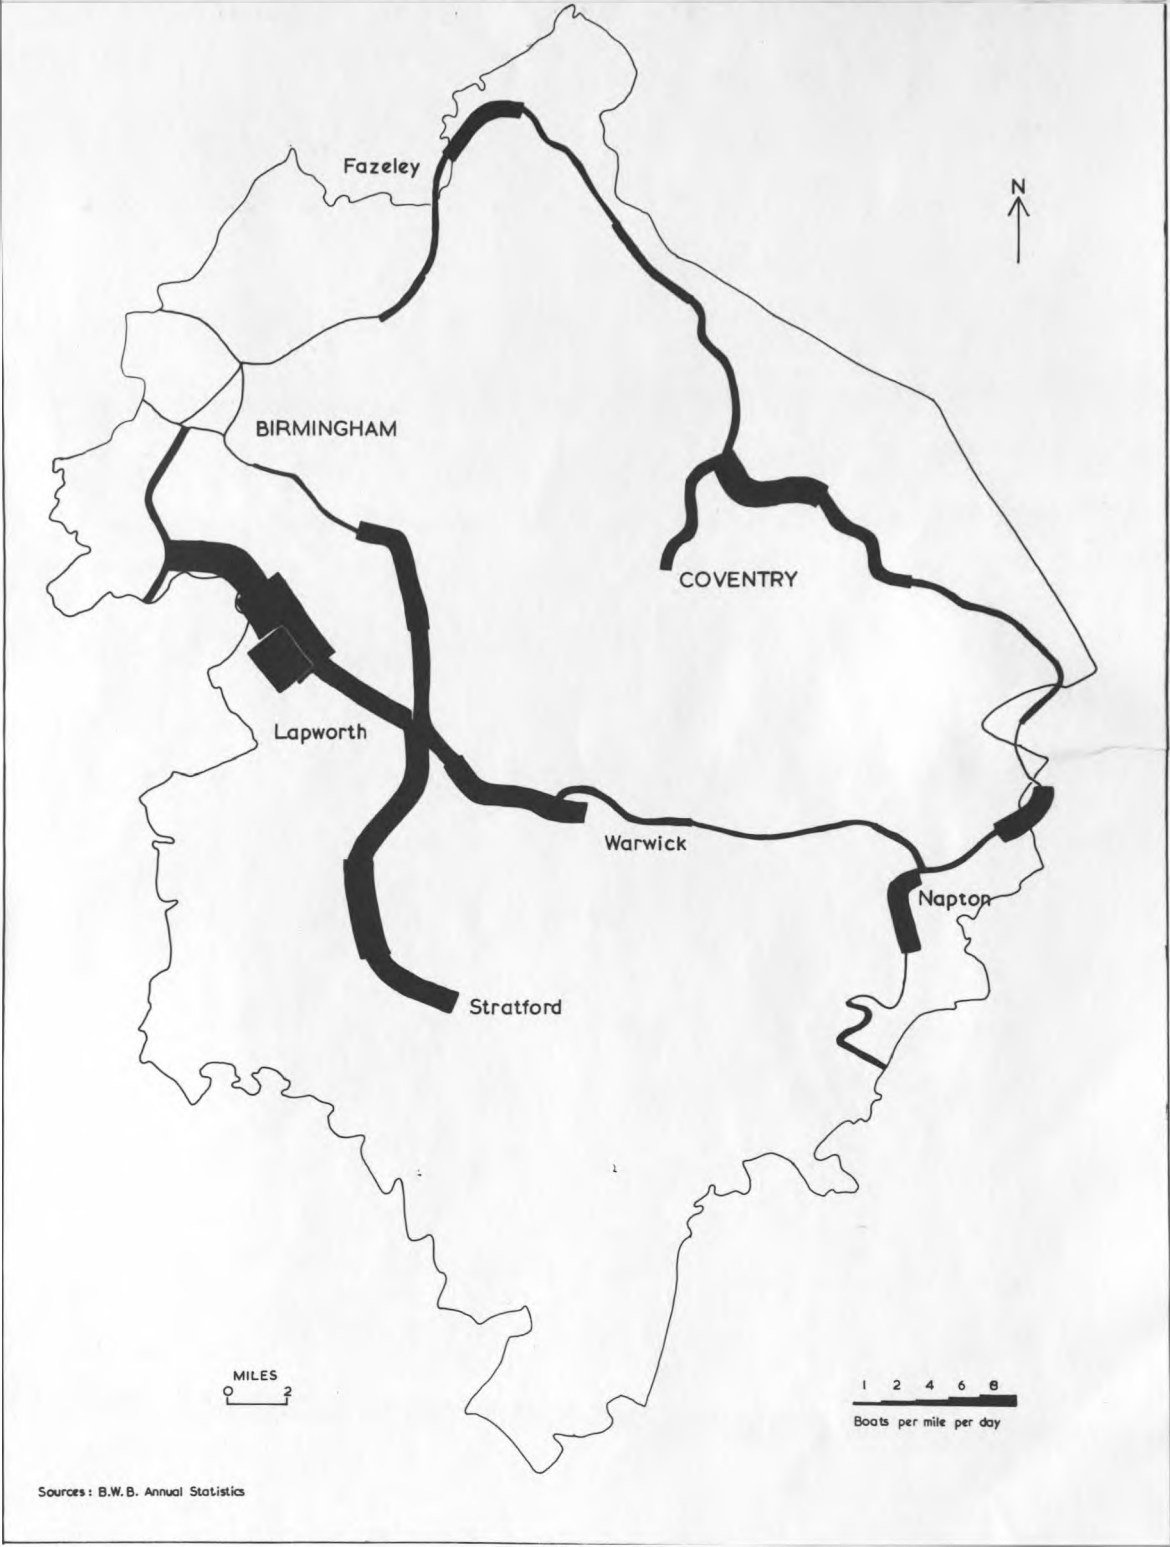 Fazeley
N
BIRMINGHAM
COVENTRY
Lapworth
Warwick
Napton
Stratford
MILES
0 2
1 2 4 6 8
Boats per mile per day
Sources: B.W.B. Annual Statistics